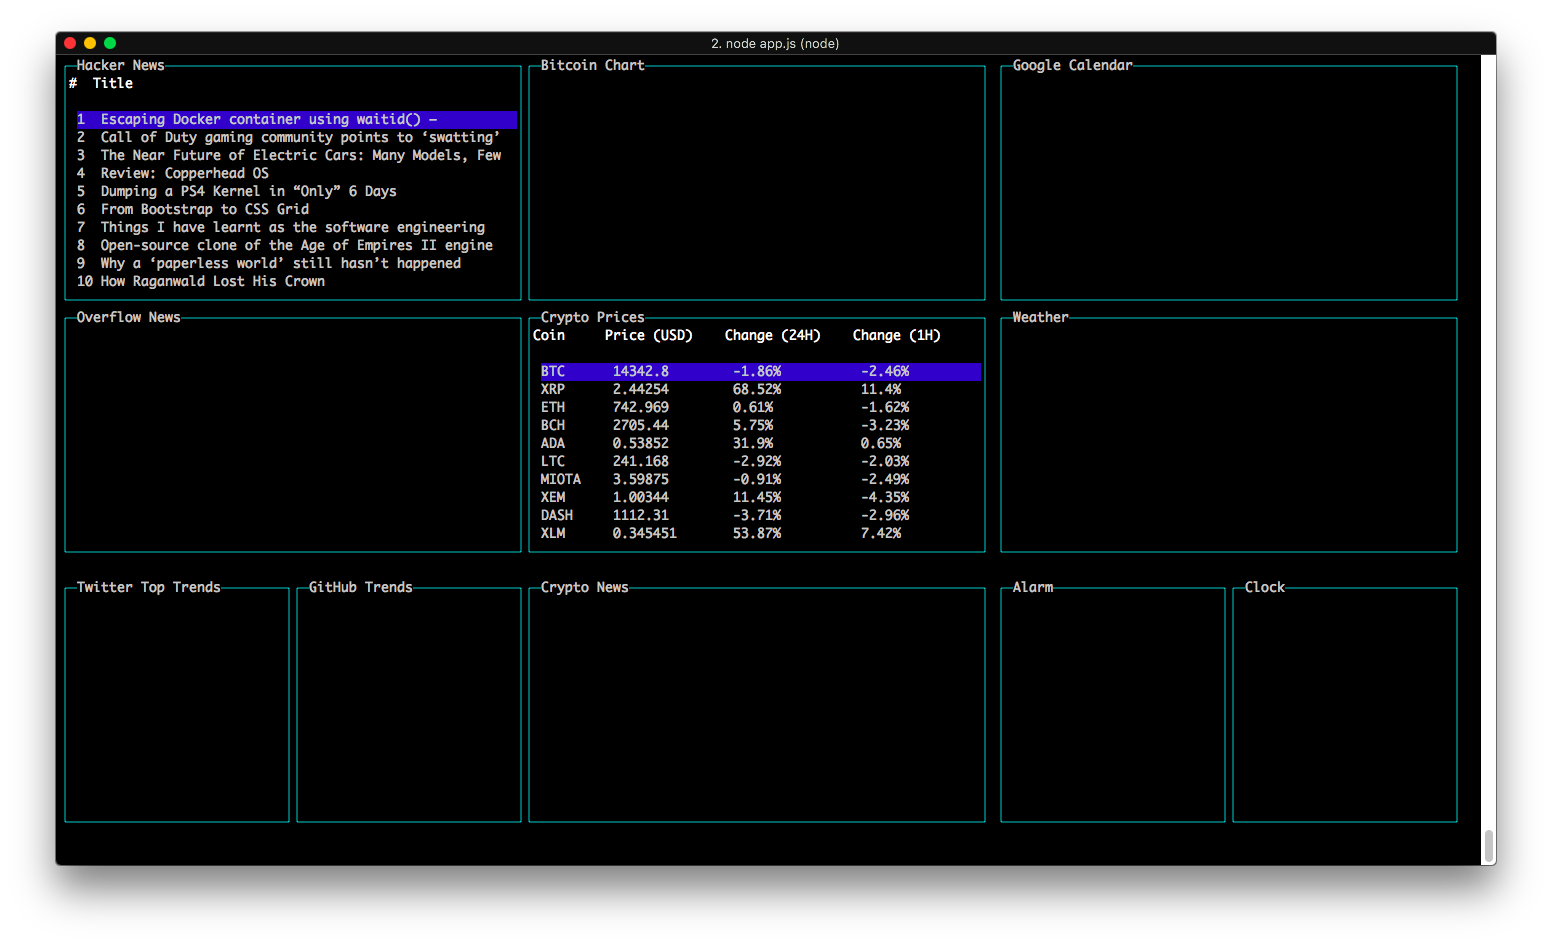 2. node app.js (node)
Hacker News
# Title
1 Escaping Docker container using waitid() –
2 Call of Duty gaming community points to ‘swatting’
3 The Near Future of Electric Cars: Many Models, Few
4 Review: Copperhead OS
5 Dumping a PS4 Kernel in “Only” 6 Days
6 From Bootstrap to CSS Grid
7 Things I have learnt as the software engineering
8 Open-source clone of the Age of Empires II engine
9 Why a ‘paperless world’ still hasn’t happened
10 How Raganwald Lost His Crown
Bitcoin Chart
Google Calendar
Overflow News
Crypto Prices
Coin Price (USD) Change (24H) Change (1H)
BTC 14342.8 -1.86% -2.46%
XRP 2.44254 68.52% 11.4%
ETH 742.969 0.61% -1.62%
BCH 2705.44 5.75% -3.23%
ADA 0.53852 31.9% 0.65%
LTC 241.168 -2.92% -2.03%
MIOTA 3.59875 -0.91% -2.49%
XEM 1.00344 11.45% -4.35%
DASH 1112.31 -3.71% -2.96%
XLM 0.345451 53.87% 7.42%
Weather
Twitter Top Trends
GitHub Trends
Crypto News
Alarm
Clock